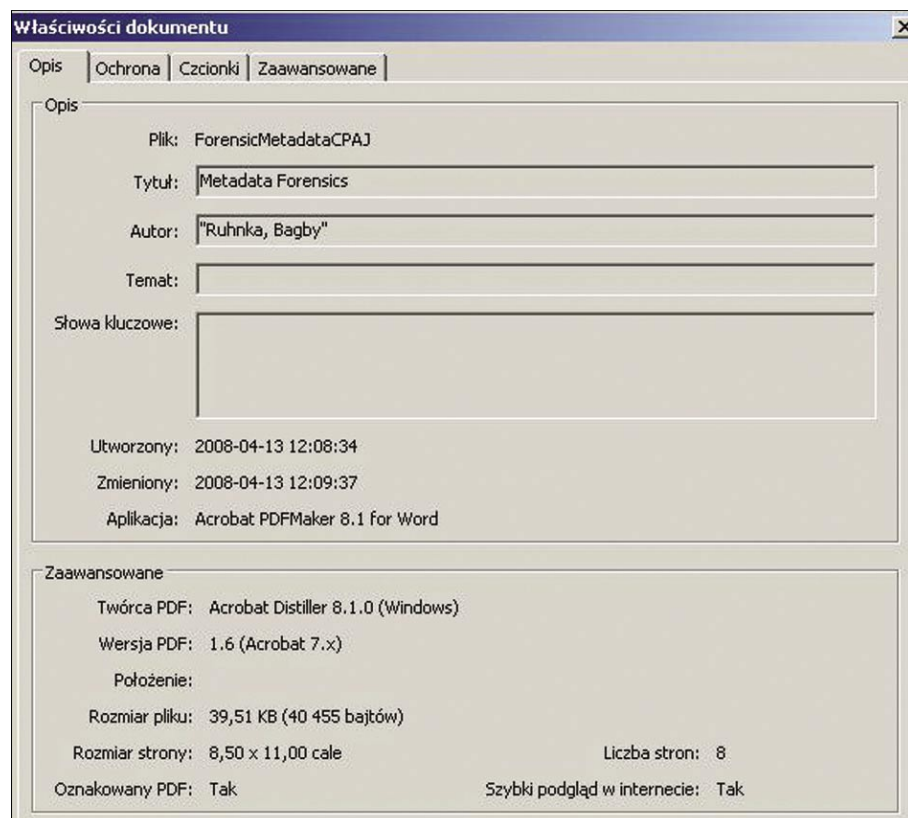 Właściwości dokumentu
Opis
Ochrona
Czcionki
Zaawansowane
Opis
Plik: ForensicMetadataCPAJ
Tytuł: Metadata Forensics
Autor: "Ruhnka, Bagby"
Temat:
Słowa kluczowe:
Utworzony: 2008-04-13 12:08:34
Zmieniony: 2008-04-13 12:09:37
Aplikacja: Acrobat PDFMaker 8.1 for Word
Zaawansowane
Twórca PDF: Acrobat Distiller 8.1.0 (Windows)
Wersja PDF: 1.6 (Acrobat 7.x)
Położenie:
Rozmiar pliku: 39,51 KB (40 455 bajtów)
Rozmiar strony: 8,50 x 11,00 cale Liczba stron: 8
Oznakowany PDF: Tak Szybki podgląd w internecie: Tak